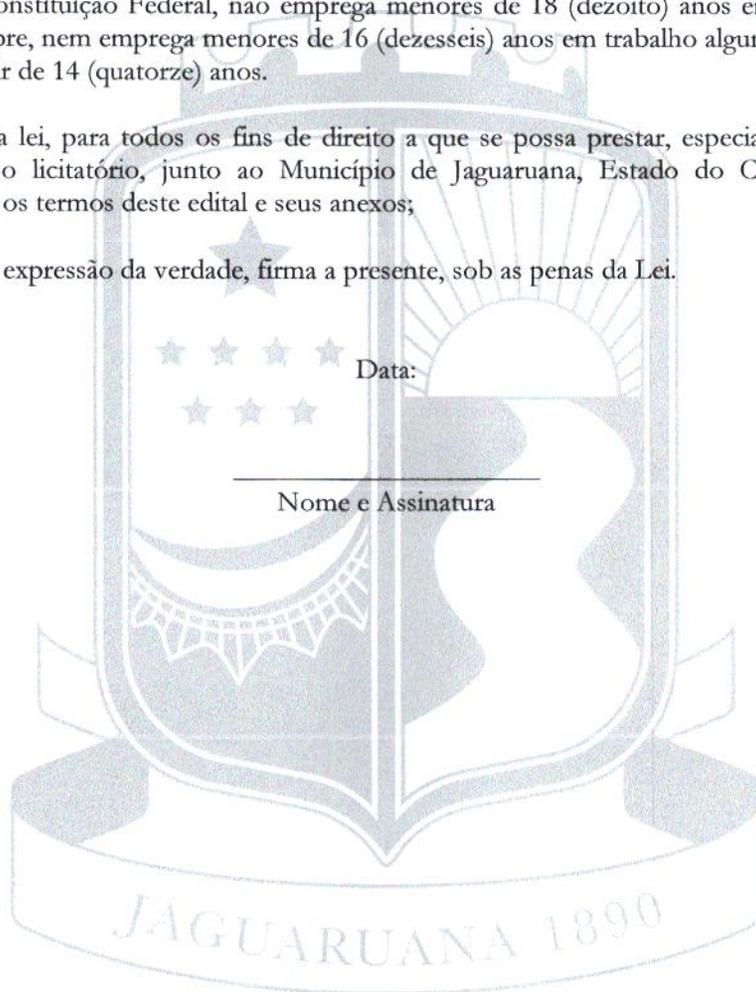 onstituição Federal, não emprega menores de 18 (dezoito) anos e
bre, nem emprega menores de 16 (dezesseis) anos em trabalho algu
r de 14 (quatorze) anos.
a lei, para todos os fins de direito a que se possa prestar, especia
o licitatório, junto ao Município de Jaguaruana, Estado do C
os termos deste edital e seus anexos;
expressão da verdade, firma a presente, sob as penas da Lei.
Data:
Nome e Assinatura
JAGUARUANA 1890